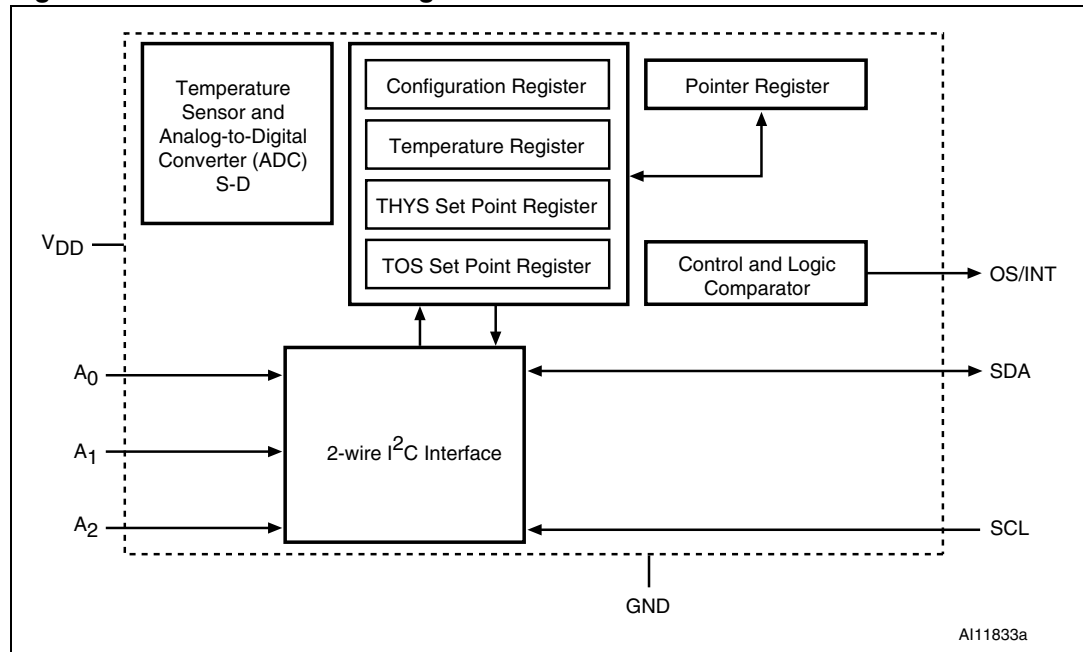 Temperature
Sensor and
Analog-to-Digital
Converter (ADC)
S-D
Configuration Register
Temperature Register
THYS Set Point Register
TOS Set Point Register
Pointer Register
Control and Logic
Comparator
VDD
OS/INT
A0
A1
A2
2-wire I2C Interface
SDA
SCL
GND
AI11833a